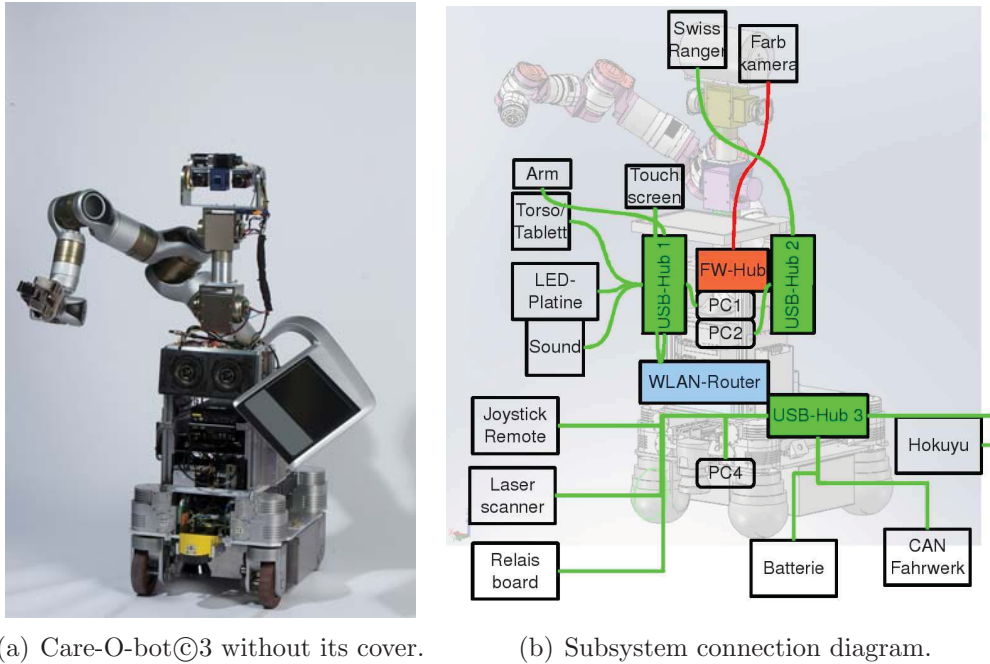 Swiss
Ranger
Farb
kamera
Arm
Touch
screen
Torso/
Tablett
USB-Hub 1
FW-Hub
USB-Hub 2
LED-
Platine
PC1
PC2
Sound
WLAN-Router
Joystick
Remote
USB-Hub 3
Hokuyu
PC4
Laser
scanner
Relais
board
Batterie
CAN
Fahrwerk
(a) Care-O-bot©3 without its cover.
(b) Subsystem connection diagram.